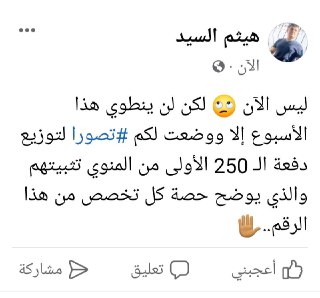 هيثم السيد
الآن ·
ليس الآن 🙄 لكن لن ينطوي هذا
الأسبوع إلا ووضعت لكم #تصورا لتوزيع
دفعة الـ 250 الأولى من المنوي تثبيتهم
والذي يوضح حصة كل تخصص من هذا
الرقم..✋🏽
أعجبني تعليق مشاركة